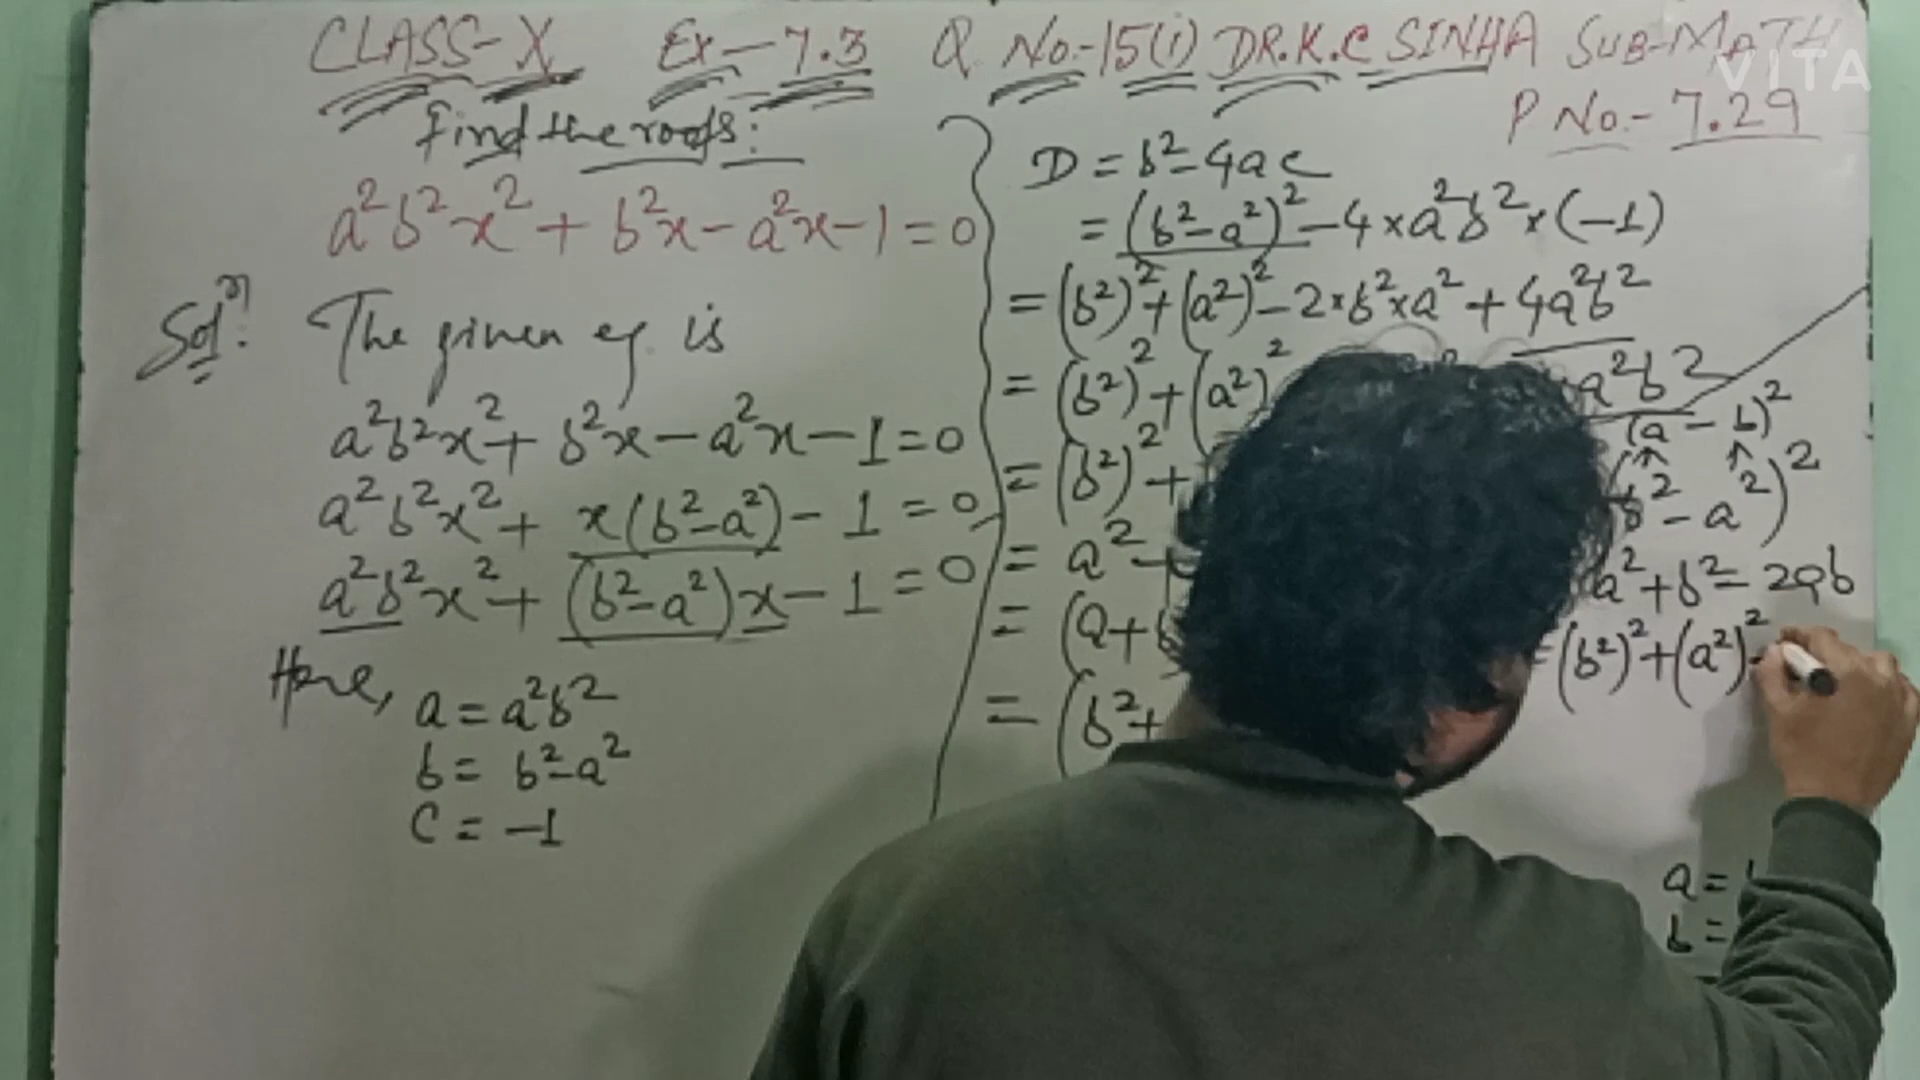 CLASS-X Ex-7.3 Q No.-15(i) DR.K.C SINHA SUB-MATH
VITA
P No.- 7.29
Find the roots:
a²b²x² + b²x - a²x - 1 = 0
Solⁿ: The given eq. is
a²b²x² + b²x - a²x - 1 = 0
a²b²x² + x(b²-a²) - 1 = 0
a²b²x² + (b²-a²)x - 1 = 0
Here,
a = a²b²
b = b²-a²
c = -1
D = b²-4ac
= (b²-a²)² - 4×a²b²×(-1)
= (b²)²+(a²)²-2×b²×a² + 4a²b²
= (b²)²+(a²)² a²b²
= (b²)²+
= a²
= (a+
= (b²+
(a - b)²
(b² - a²)²
a²+b²-2ab
=(b²)²+(a²)²-
a =
b =